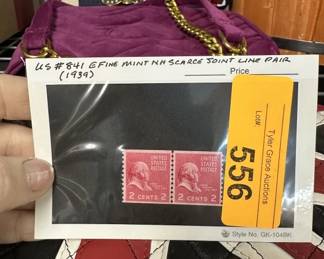 US #841 E FINE MINT NH SCARCE JOINT LINE PAIR
(1939)
Price
UNITED
STATES
POSTAGE
2 CENTS 2
UNITED
STATES
POSTAGE
2 CENTS 2
Lot#
556
Tyler Grace Auctions
Style No. GK-104BK